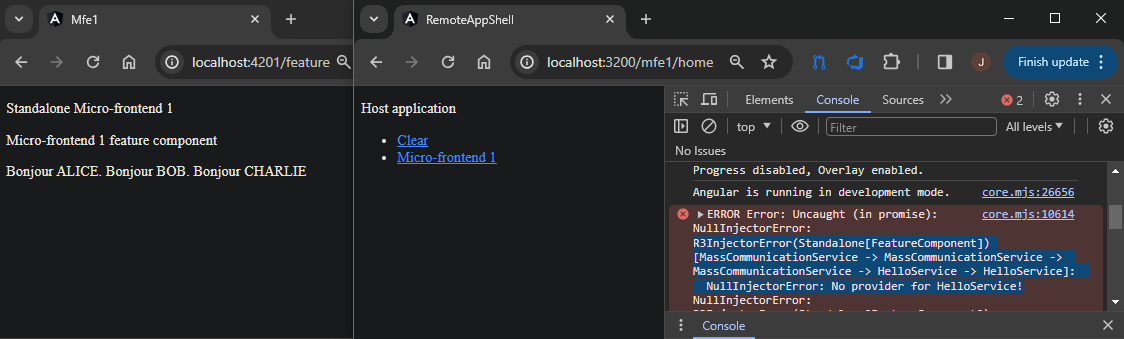 Mfe1
RemoteAppShell
localhost:4201/feature
localhost:3200/mfe1/home
J
Finish update
Standalone Micro-frontend 1
Micro-frontend 1 feature component
Bonjour ALICE. Bonjour BOB. Bonjour CHARLIE
Host application
Clear
Micro-frontend 1
Elements
Console
Sources
2
top
Filter
All levels
No Issues
Progress disabled, Overlay enabled.
Angular is running in development mode. core.mjs:26656
ERROR Error: Uncaught (in promise): core.mjs:10614
NullInjectorError:
R3InjectorError(Standalone[FeatureComponent])
[MassCommunicationService -> MassCommunicationService ->
MassCommunicationService -> HelloService -> HelloService]:
NullInjectorError: No provider for HelloService!
NullInjectorError:
Console